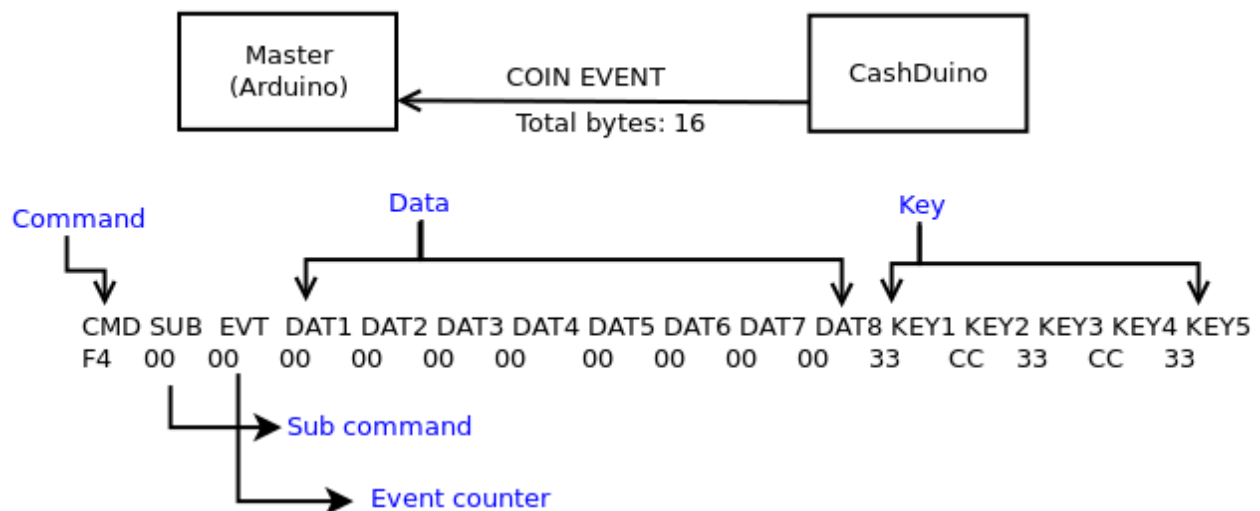 Master
(Arduino)
COIN EVENT
Total bytes: 16
CashDuino
Command
Data
Key
CMD SUB EVT DAT1 DAT2 DAT3 DAT4 DAT5 DAT6 DAT7 DAT8 KEY1 KEY2 KEY3 KEY4 KEY5
F4 00 00 00 00 00 00 00 00 00 00 33 CC 33 CC 33
Sub command
Event counter